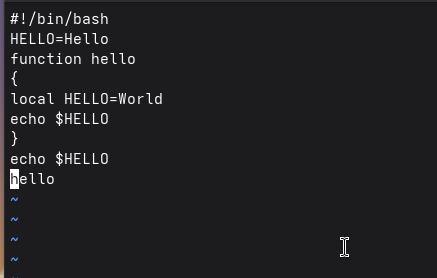 #!/bin/bash
HELLO=Hello
function hello
{
local HELLO=World
echo $HELLO
}
echo $HELLO
hello
~
~
~
~